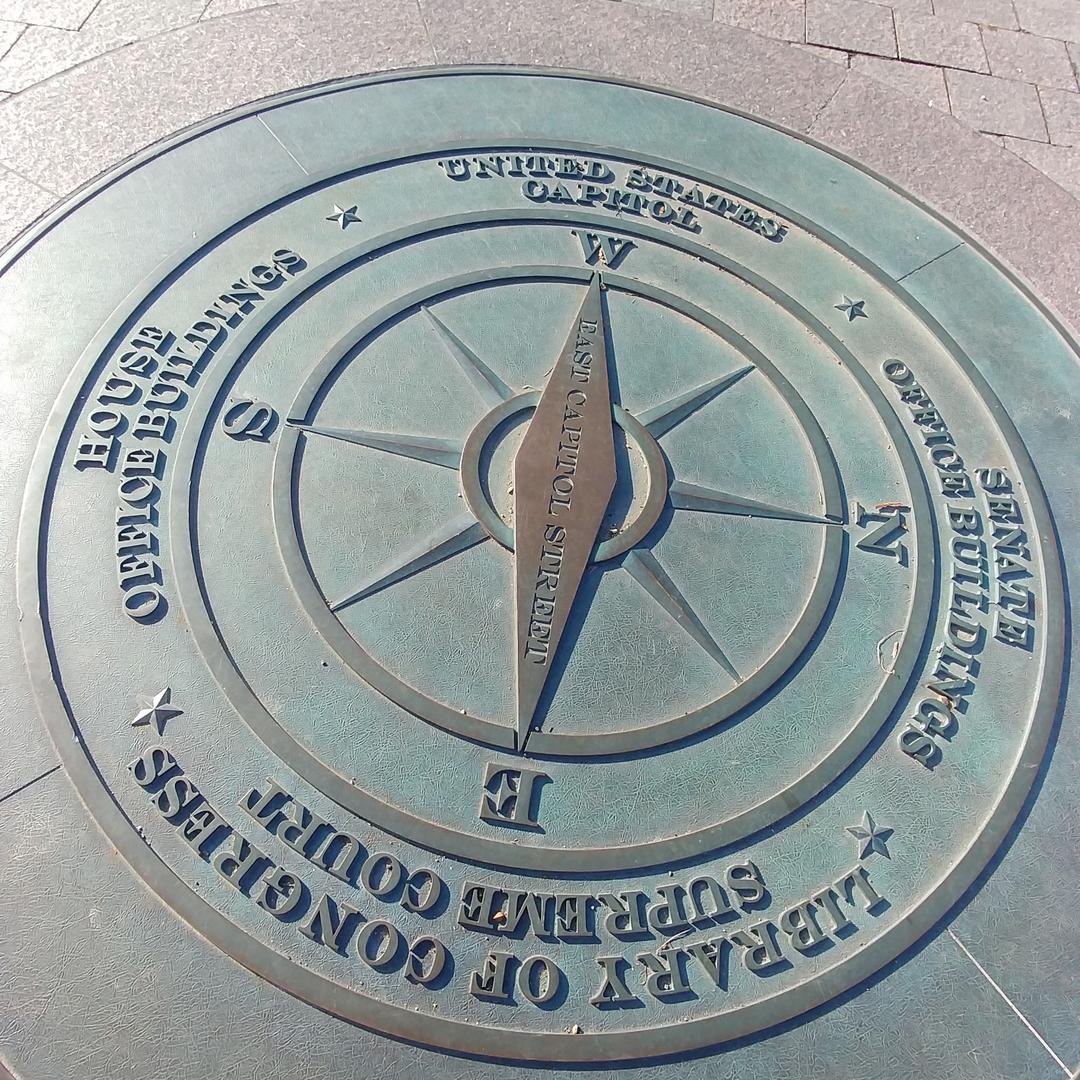 UNITED STATES
CAPITOL
W
HOUSE
OFFICE BUILDINGS
S
EAST CAPITOL STREET
N
SENATE
OFFICE BUILDINGS
E
SUPREME COURT
LIBRARY OF CONGRESS